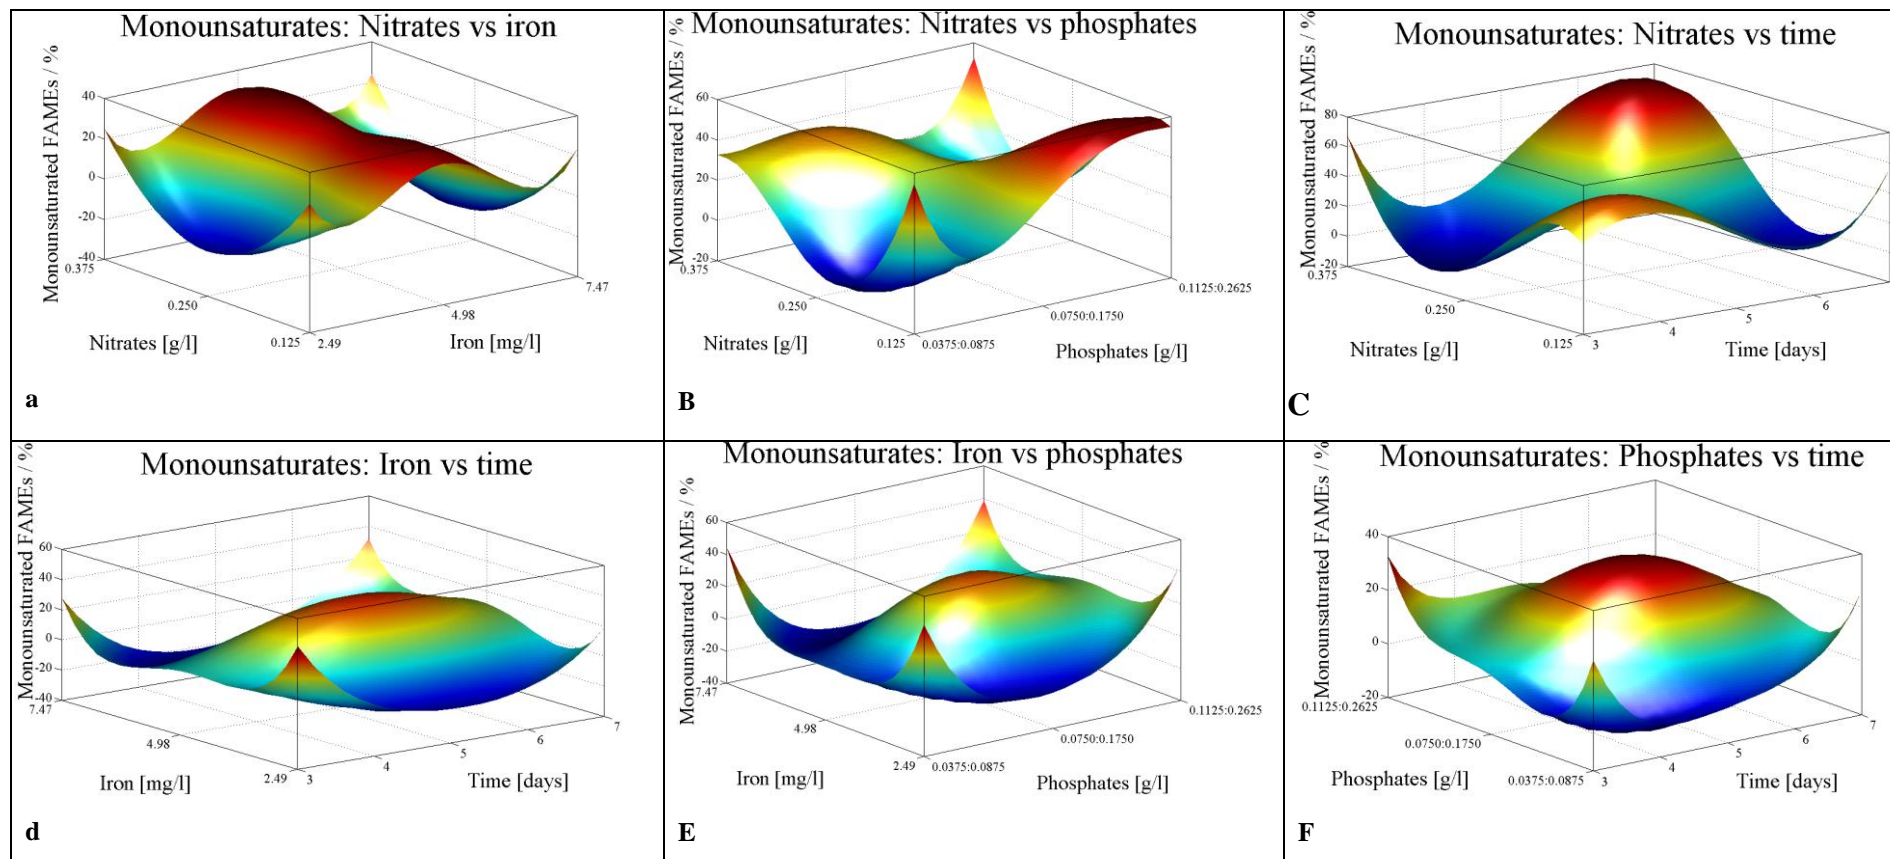 Monounsaturates: Nitrates vs iron
Monounsaturated FAMEs / %
40
20
0
-20
-40
0.375
0.250
0.125
2.49
4.98
7.47
Nitrates [g/l]
Iron [mg/l]
a
Monounsaturates: Nitrates vs phosphates
Monounsaturated FAMEs / %
60
40
20
0
-20
0.375
0.250
0.125
0.0375:0.0875
0.0750:0.1750
0.1125:0.2625
Nitrates [g/l]
Phosphates [g/l]
B
Monounsaturates: Nitrates vs time
Monounsaturated FAMEs / %
80
60
40
20
0
-20
0.375
0.250
0.125
3
4
5
6
Nitrates [g/l]
Time [days]
C
Monounsaturates: Iron vs time
Monounsaturated FAMEs / %
60
40
20
0
-20
-40
7.47
4.98
2.49
3
4
5
6
7
Iron [mg/l]
Time [days]
d
Monounsaturates: Iron vs phosphates
Monounsaturated FAMEs / %
60
40
20
0
-20
-40
7.47
4.98
2.49
0.0375:0.0875
0.0750:0.1750
0.1125:0.2625
Iron [mg/l]
Phosphates [g/l]
E
Monounsaturates: Phosphates vs time
Monounsaturated FAMEs / %
40
20
0
-20
0.1125:0.2625
0.0750:0.1750
0.0375:0.0875
3
4
5
6
7
Phosphates [g/l]
Time [days]
F